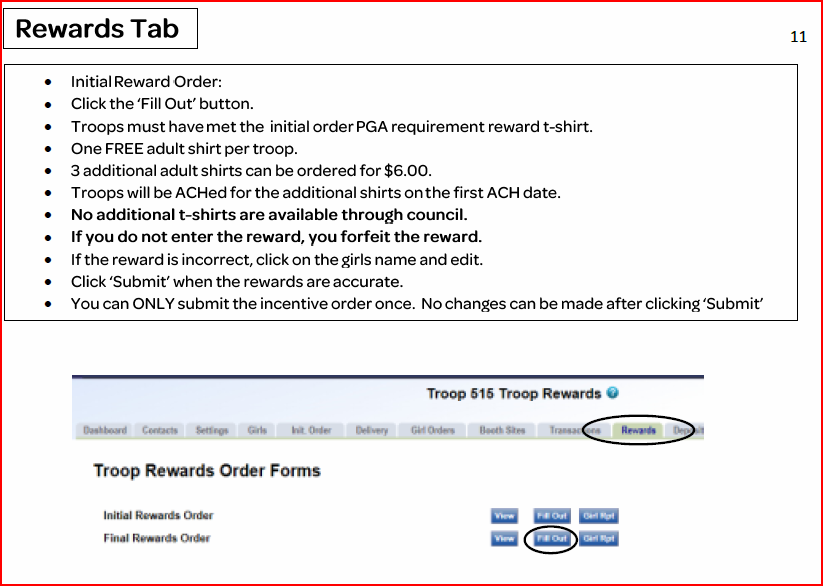 Rewards Tab
11
Initial Reward Order:
Click the ‘Fill Out’ button.
Troops must have met the initial order PGA requirement reward t-shirt.
One FREE adult shirt per troop.
3 additional adult shirts can be ordered for $6.00.
Troops will be ACHed for the additional shirts on the first ACH date.
No additional t-shirts are available through council.
If you do not enter the reward, you forfeit the reward.
If the reward is incorrect, click on the girls name and edit.
Click ‘Submit’ when the rewards are accurate.
You can ONLY submit the incentive order once. No changes can be made after clicking ‘Submit’
Troop 515 Troop Rewards
Dashboard Contacts Settings Girls Init. Order Delivery Girl Orders Booth Sites Transactions Rewards
Troop Rewards Order Forms
Initial Rewards Order View Fill Out Girl Rpt
Final Rewards Order View Fill Out Girl Rpt